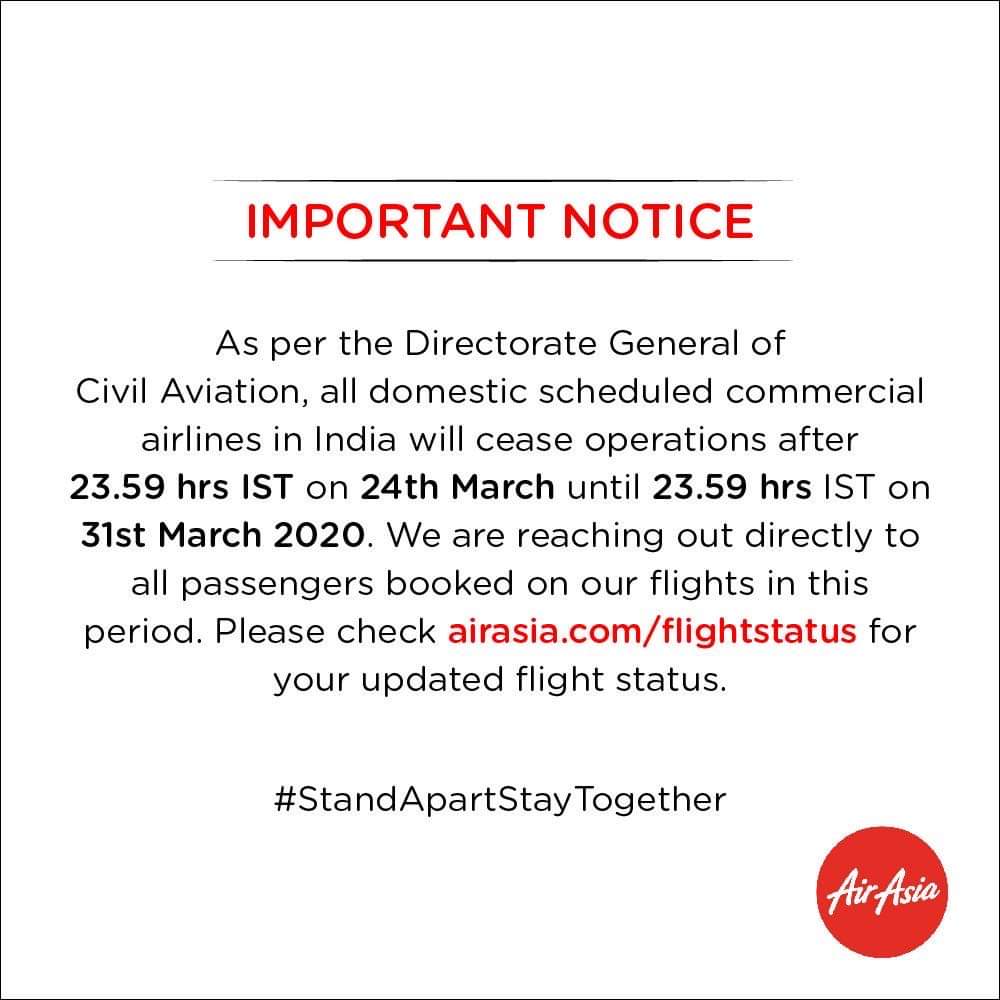 IMPORTANT NOTICE
As per the Directorate General of
Civil Aviation, all domestic scheduled commercial
airlines in India will cease operations after
23.59 hrs IST on 24th March until 23.59 hrs IST on
31st March 2020. We are reaching out directly to
all passengers booked on our flights in this
period. Please check airasia.com/flightstatus for
your updated flight status.
#StandApartStayTogether
AirAsia